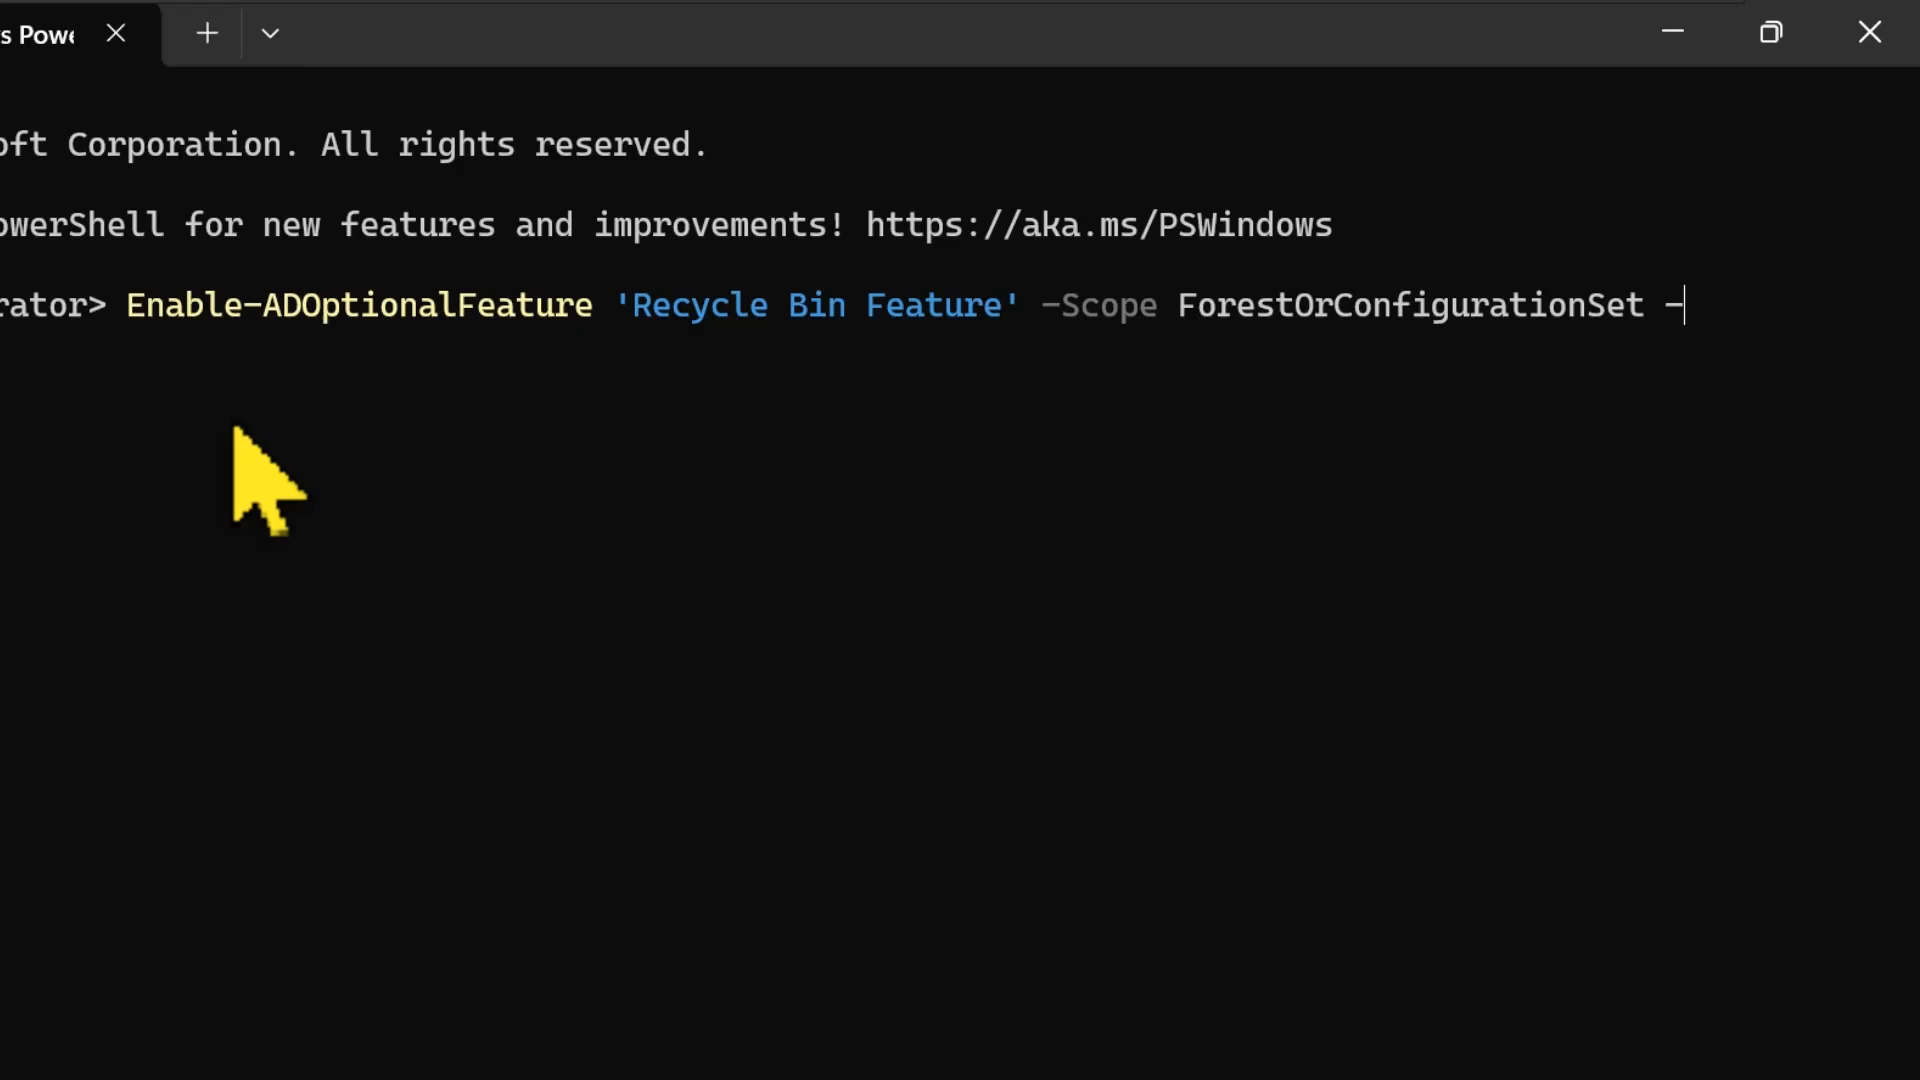 s Powe
oft Corporation. All rights reserved.
owerShell for new features and improvements! https://aka.ms/PSWindows
rator> Enable-ADOptionalFeature 'Recycle Bin Feature' -Scope ForestOrConfigurationSet -